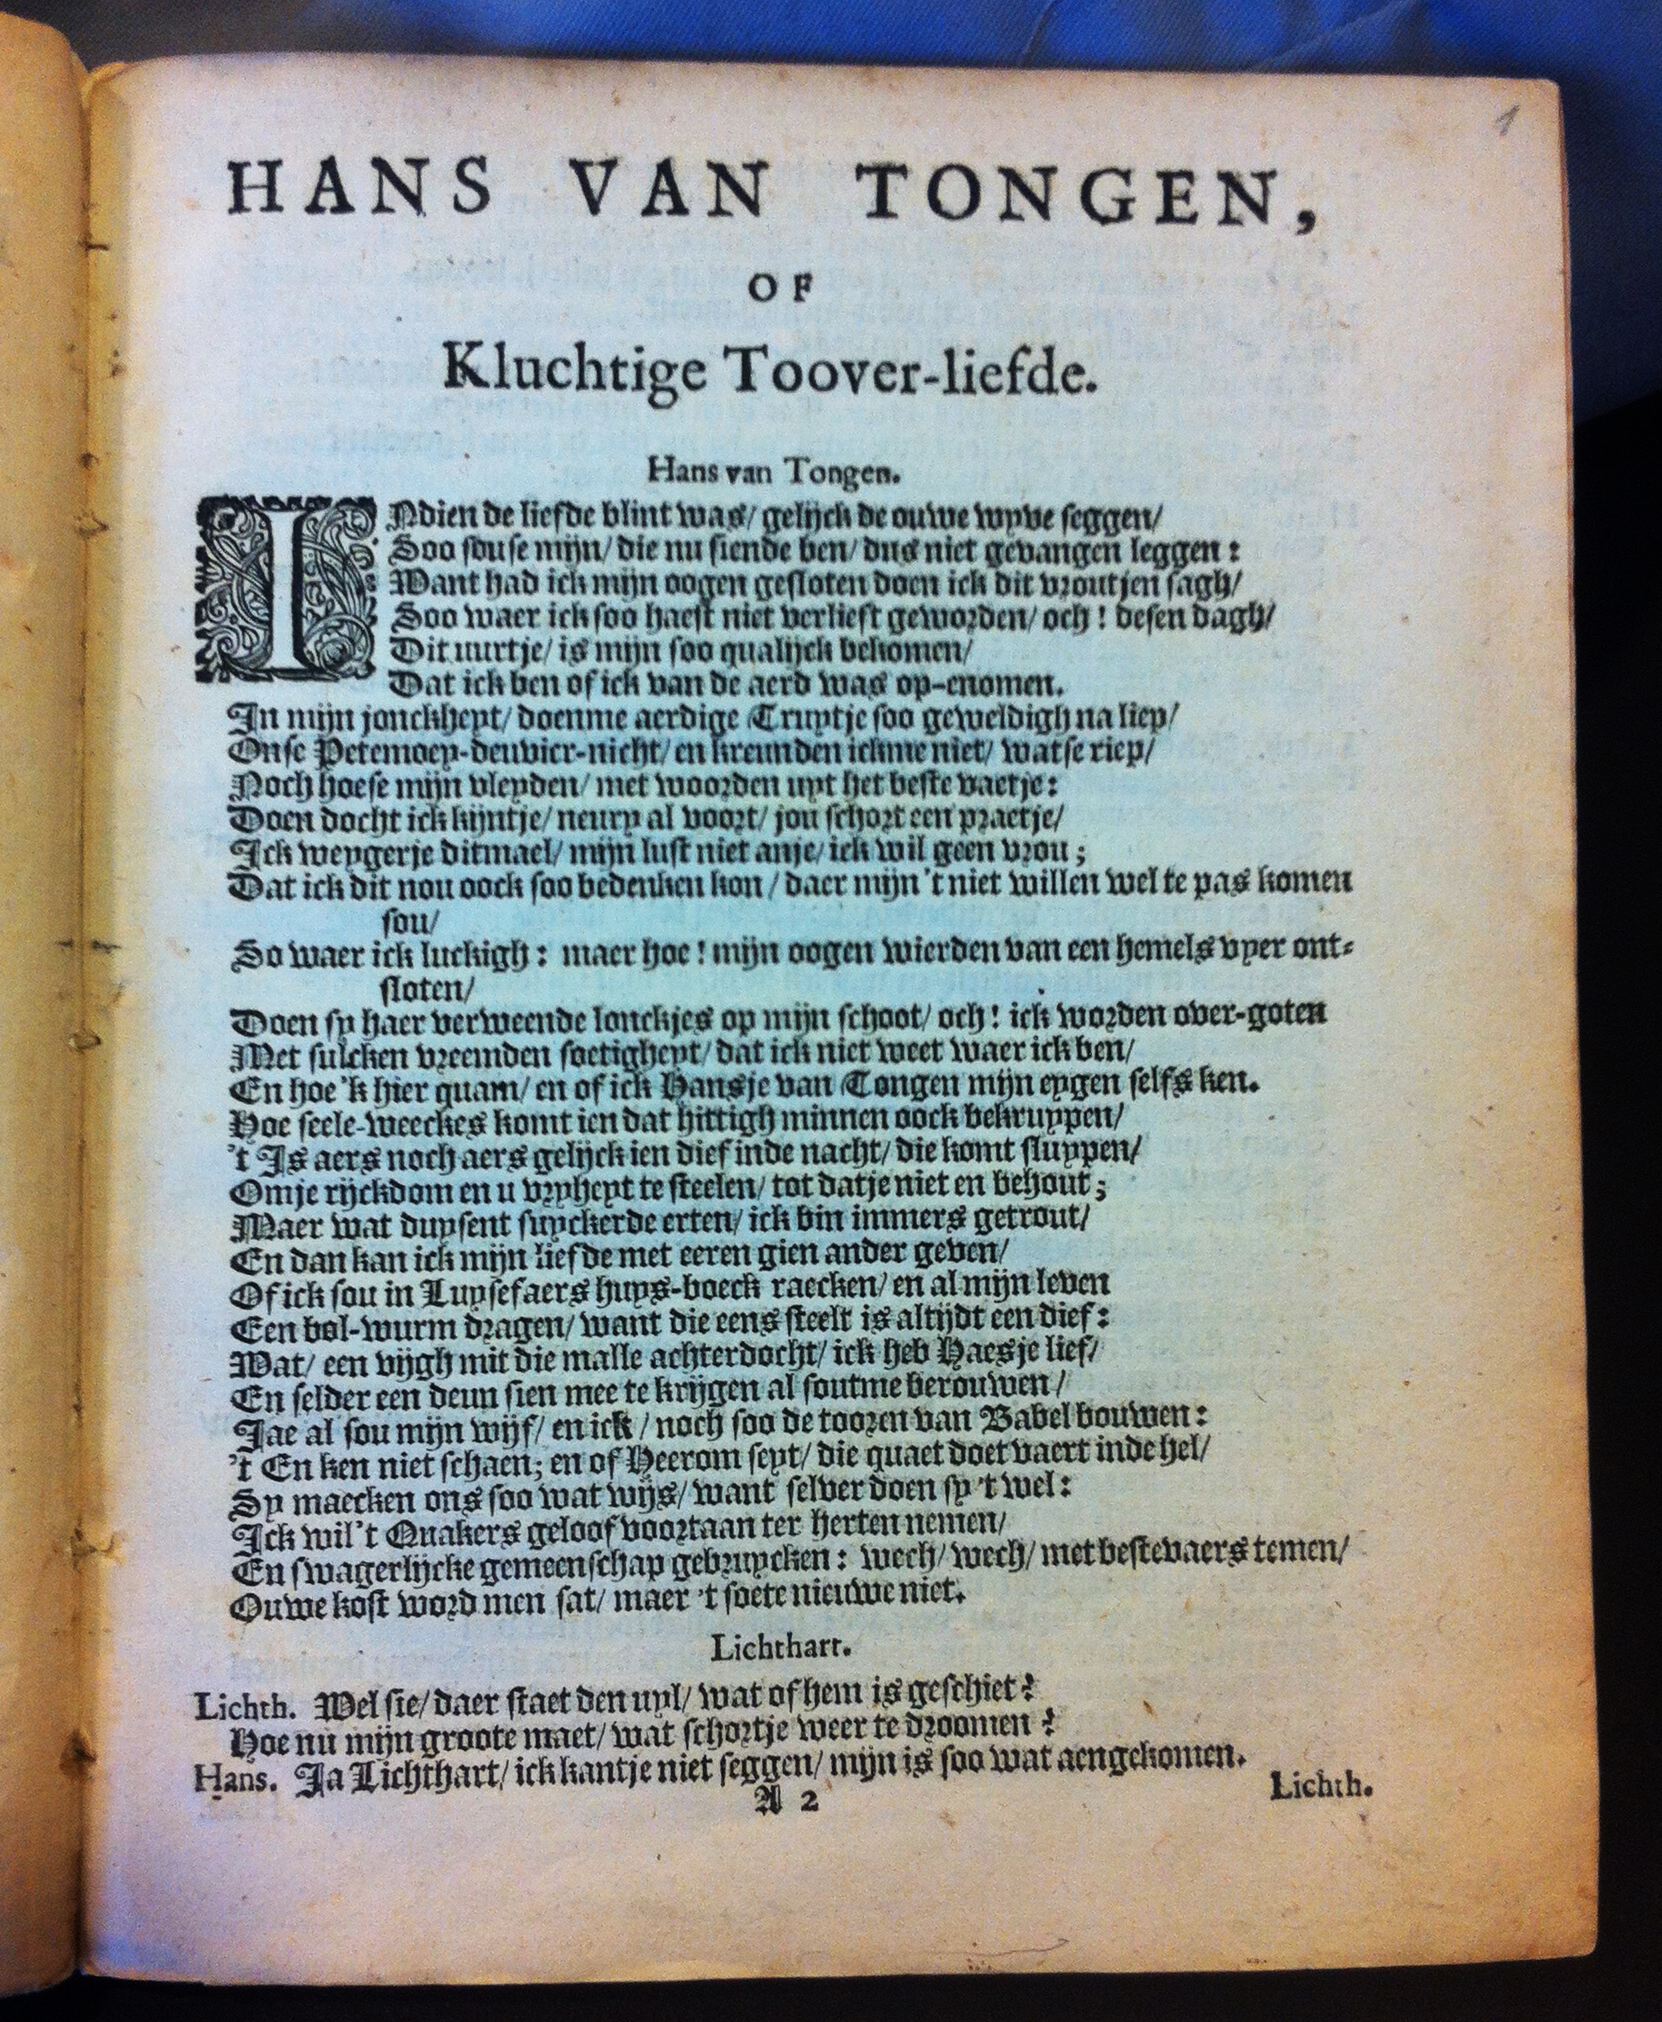 1
HANS VAN TONGEN,
OF
Kluchtige Toover-liefde.
Hans van Tongen.
INdien de liefde blint was/ gelijck de ouwe wyve seggen/
Soo souse mijn/ die nu siende ben/ dus niet gevangen leggen:
Want had ick mijn oogen gesloten doen ick dit vroutjen sagh/
Soo waer ick soo haest niet verlieft geworden/ och! desen dagh/
Dit uurtje/ is mijn soo qualijck bekomen/
Dat ick ben of ick van de aerd was op-enomen.
In mijn jonckheyt/ doenme aerdige Truytje soo geweldigh na liep/
Onse Petemoey-deuvier-nicht/ en kreunden ickme niet/ watse riep/
Noch hoese mijn vleyden/ met woorden uyt het beste vaetje:
Doen docht ick kijntje/ neury al voort/ jou schort een praetje/
Ick weygerje ditmael/ mijn lust niet anje/ ick wil geen vrou;
Dat ick dit nou oock soo bedenken kon/ daer mijn 't niet willen wel te pas komen
sou/
So waer ick luckigh: maer hoe! mijn oogen wierden van een hemels vyer ont-
sloten/
Doen sy haer verweende lonckjes op mijn schoot/ och! ick worden over-goten
Met sulcken vreemden soetigheyt/ dat ick niet weet waer ick ben/
En hoe 'k hier quam/ en of ick Hansje van Tongen mijn eygen selfs ken.
Hoe seele-weeckes komt ien dat hittigh minnen oock bekruypen/
't Is aers noch aers gelijck ien dief inde nacht/ die komt sluypen/
Omje rijckdom en u vryheyt te steelen/ tot datje niet en behout;
Maer wat duysent suyckerde erten/ ick bin immers getrout/
En dan kan ick mijn liefde met eeren gien ander geven/
Of ick sou in Luysefaers huys-boeck raecken/ en al mijn leven
Een bol-wurm dragen/ want die eens steelt is altijdt een dief:
Wat/ een vijgh mit die malle achterdocht/ ick heb Haesje lief/
En selder een deun sien mee te krijgen al soutme berouwen/
Jae al sou mijn wijf/ en ick/ noch soo de tooren van Babel bouwen:
't En ken niet schaen; en of Heerom seyt/ die quaet doet vaert inde hel/
Sy maecken ons soo wat wijs/ want selver doen sy 't wel:
Ick wil 't Quakers geloof voortaan ter herten nemen/
En swagerlijcke gemeenschap gebruycken: wech/ wech/ met bestevaers temen/
Ouwe kost word men sat/ maer 't soete nieuwe niet.
Lichthart.
Lichth. Wel sie/ daer staet den uyl/ wat of hem is geschiet?
Hoe nu mijn groote maet/ wat schortje weer te droomen?
Hans. Ja Lichthart/ ick kantje niet seggen/ mijn is soo wat aengekomen.
A 2
Lichth.